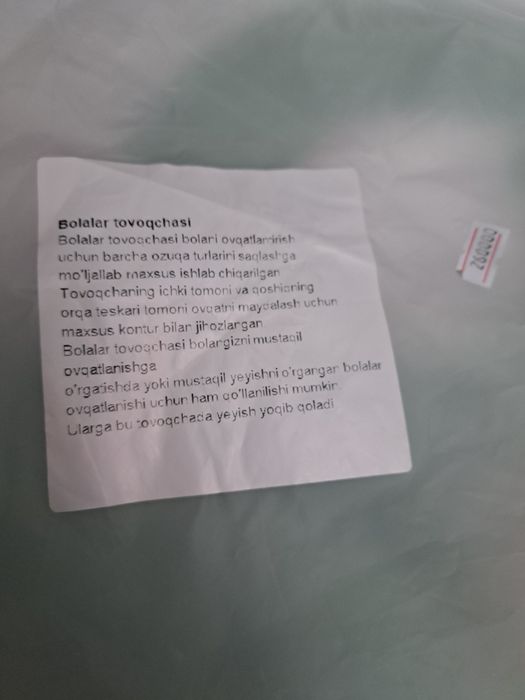 Bolalar tovoqchasi
Bolalar tovoqchasi bolari ovqatlanirish
uchun barcha ozuqa turlarini saqlashga
mo'ljallab maxsus ishlab chiqarilgan
Tovoqchaning ichki tomoni va qoshiqning
orqa teskari tomoni ovqatni maydalash uchun
maxsus kontur bilan jihozlangan
Bolalar tovoqchasi bolangizni mustaqil
ovqatlanishga
o'rgatishda yoki mustaqil yeyishni o'rgangan bolalar
ovqatlanishi uchun ham qo'llanilishi mumkin
Ularga bu tovoqchada yeyish yoqib qoladi
260000